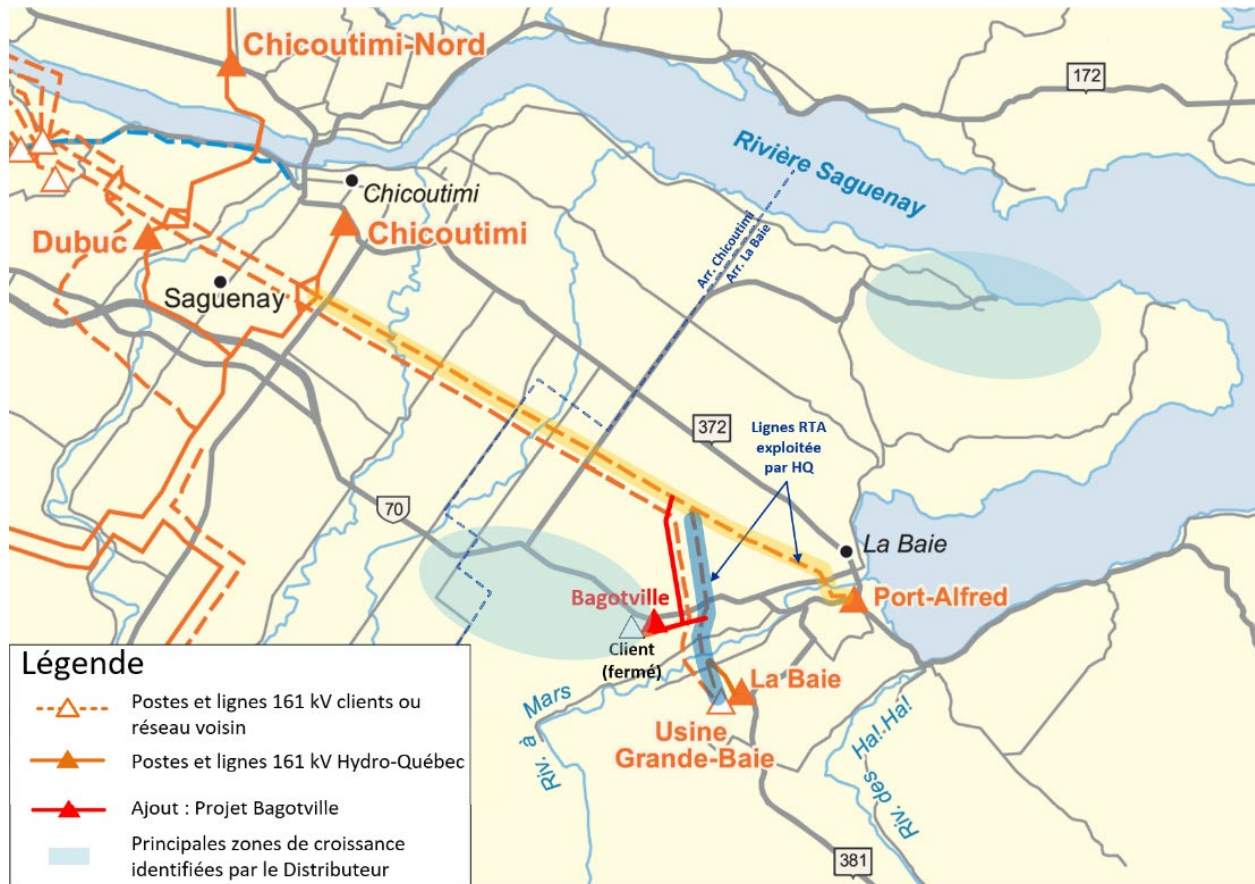 Chicoutimi-Nord
172
Rivière Saguenay
Chicoutimi
Dubuc
Chicoutimi
Saguenay
Arr. Chicoutimi
Arr. La Baie
372
Lignes RTA
exploitée
par HQ
70
La Baie
Bagotville
Port-Alfred
Client
(fermé)
La Baie
Riv. à Mars
Usine
Grande-Baie
Riv. des Ha! Ha!
381
Légende
Postes et lignes 161 kV clients ou
réseau voisin
Postes et lignes 161 kV Hydro-Québec
Ajout : Projet Bagotville
Principales zones de croissance
identifiées par le Distributeur